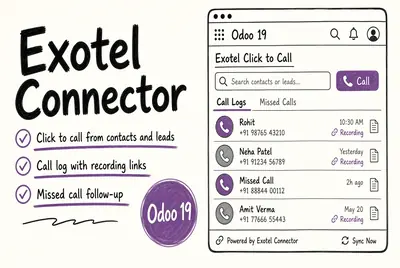 Exotel
Connector
Click to call from contacts and leads
Call log with recording links
Missed call follow-up
Odoo 19
Odoo 19
Exotel Click to Call
Search contacts or leads...
Call
Call Logs
Missed Calls
Rohit
10:30 AM
+91 98765 43210
Recording
Neha Patel
Yesterday
+91 91234 56789
Recording
Missed Call
2h ago
+91 88844 00112
Amit Verma
May 20
+91 77666 55443
Recording
Powered by Exotel Connector
Sync Now